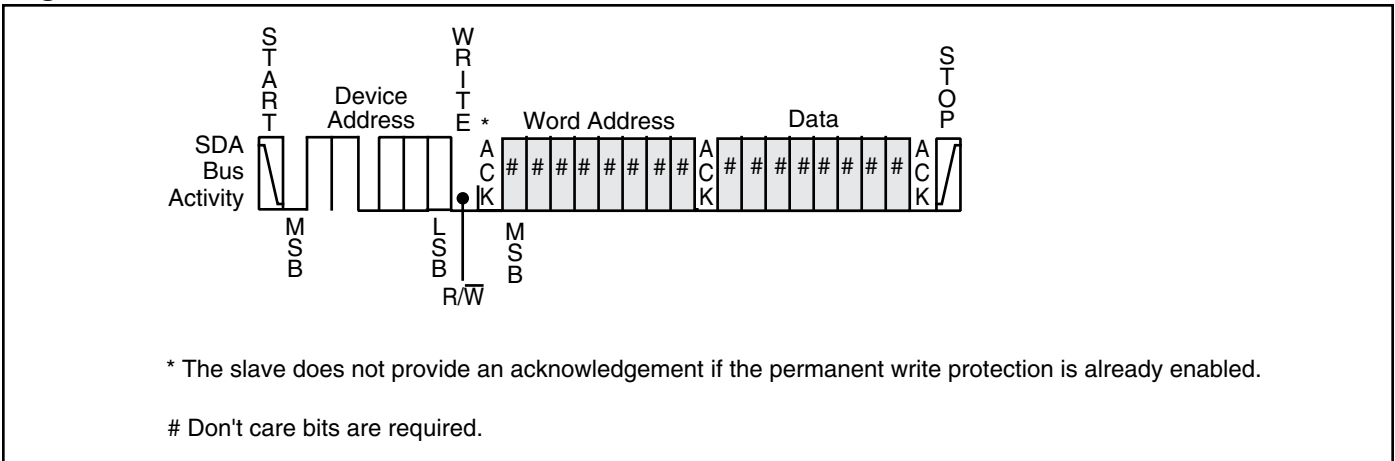 START
WRITE
STOP
Device
Address
*
Word Address
Data
SDA
Bus
Activity
ACK
# # # # # # # #
ACK
# # # # # # # #
ACK
MSB
LSB
MSB
R/W̅
* The slave does not provide an acknowledgement if the permanent write protection is already enabled.
# Don't care bits are required.